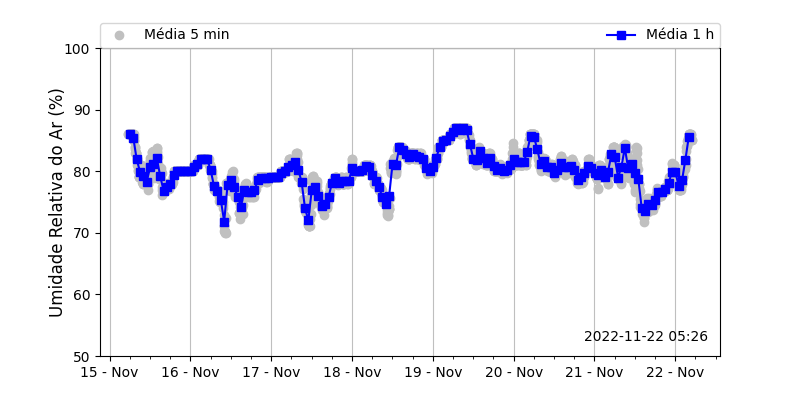 Média 5 min
Média 1 h
Umidade Relativa do Ar (%)
100
90
80
70
60
50
2022-11-22 05:26
15 - Nov
16 - Nov
17 - Nov
18 - Nov
19 - Nov
20 - Nov
21 - Nov
22 - Nov